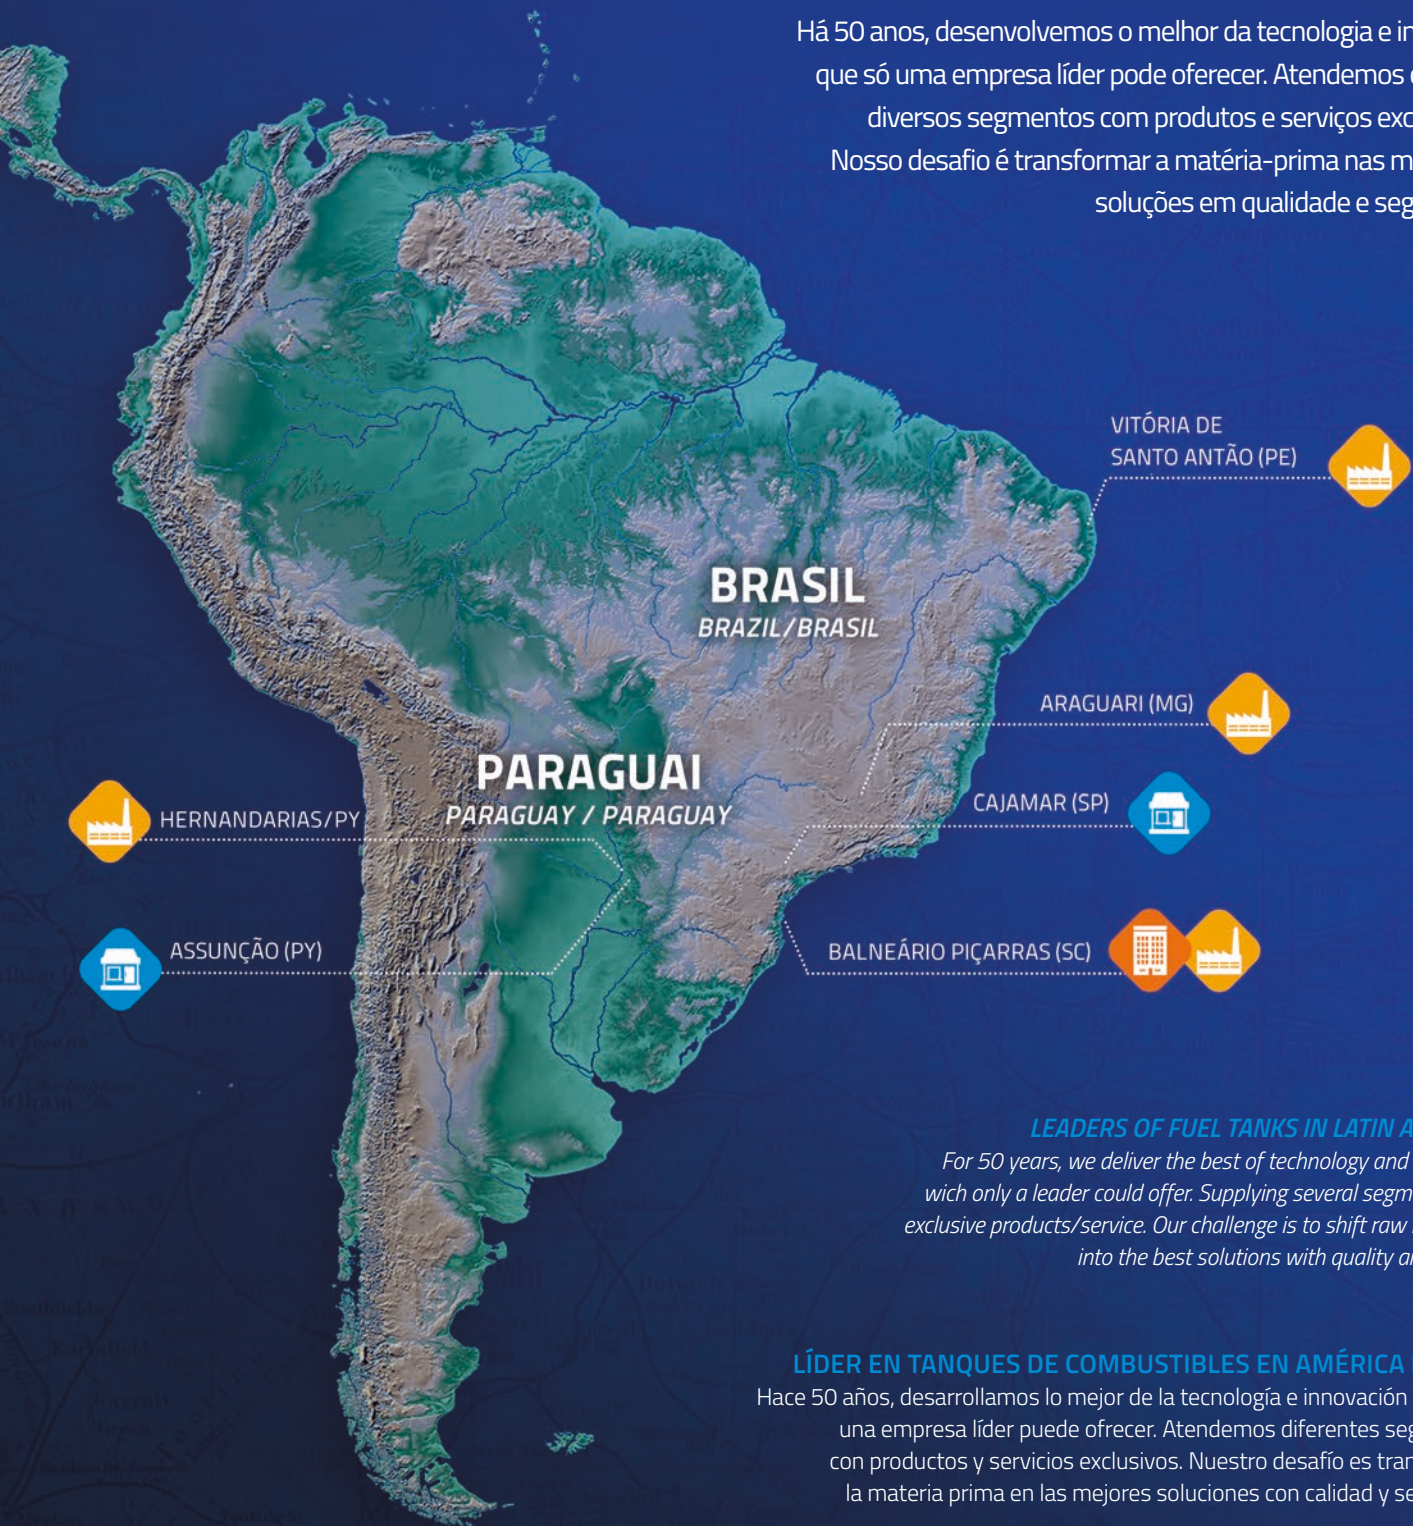 Há 50 anos, desenvolvemos o melhor da tecnologia e
que só uma empresa líder pode oferecer. Atendemos
diversos segmentos com produtos e serviços
Nosso desafio é transformar a matéria-prima nas
soluções em qualidade e
VITÓRIA DE
SANTO ANTÃO (PE)
BRASIL
BRAZIL/BRASIL
ARAGUARI (MG)
PARAGUAI
PARAGUAY / PARAGUAY
CAJAMAR (SP)
HERNANDARIAS/PY
ASSUNÇÃO (PY)
BALNEÁRIO PIÇARRAS (SC)
LEADERS OF FUEL TANKS IN LATIN
For 50 years, we deliver the best of technology and
wich only a leader could offer. Supplying several
exclusive products/service. Our challenge is to shift raw
into the best solutions with quality
LÍDER EN TANQUES DE COMBUSTIBLES EN AMÉRICA
Hace 50 años, desarrollamos lo mejor de la tecnología e innovación
una empresa líder puede ofrecer. Atendemos diferentes
con productos y servicios exclusivos. Nuestro desafío es
la materia prima en las mejores soluciones con calidad y